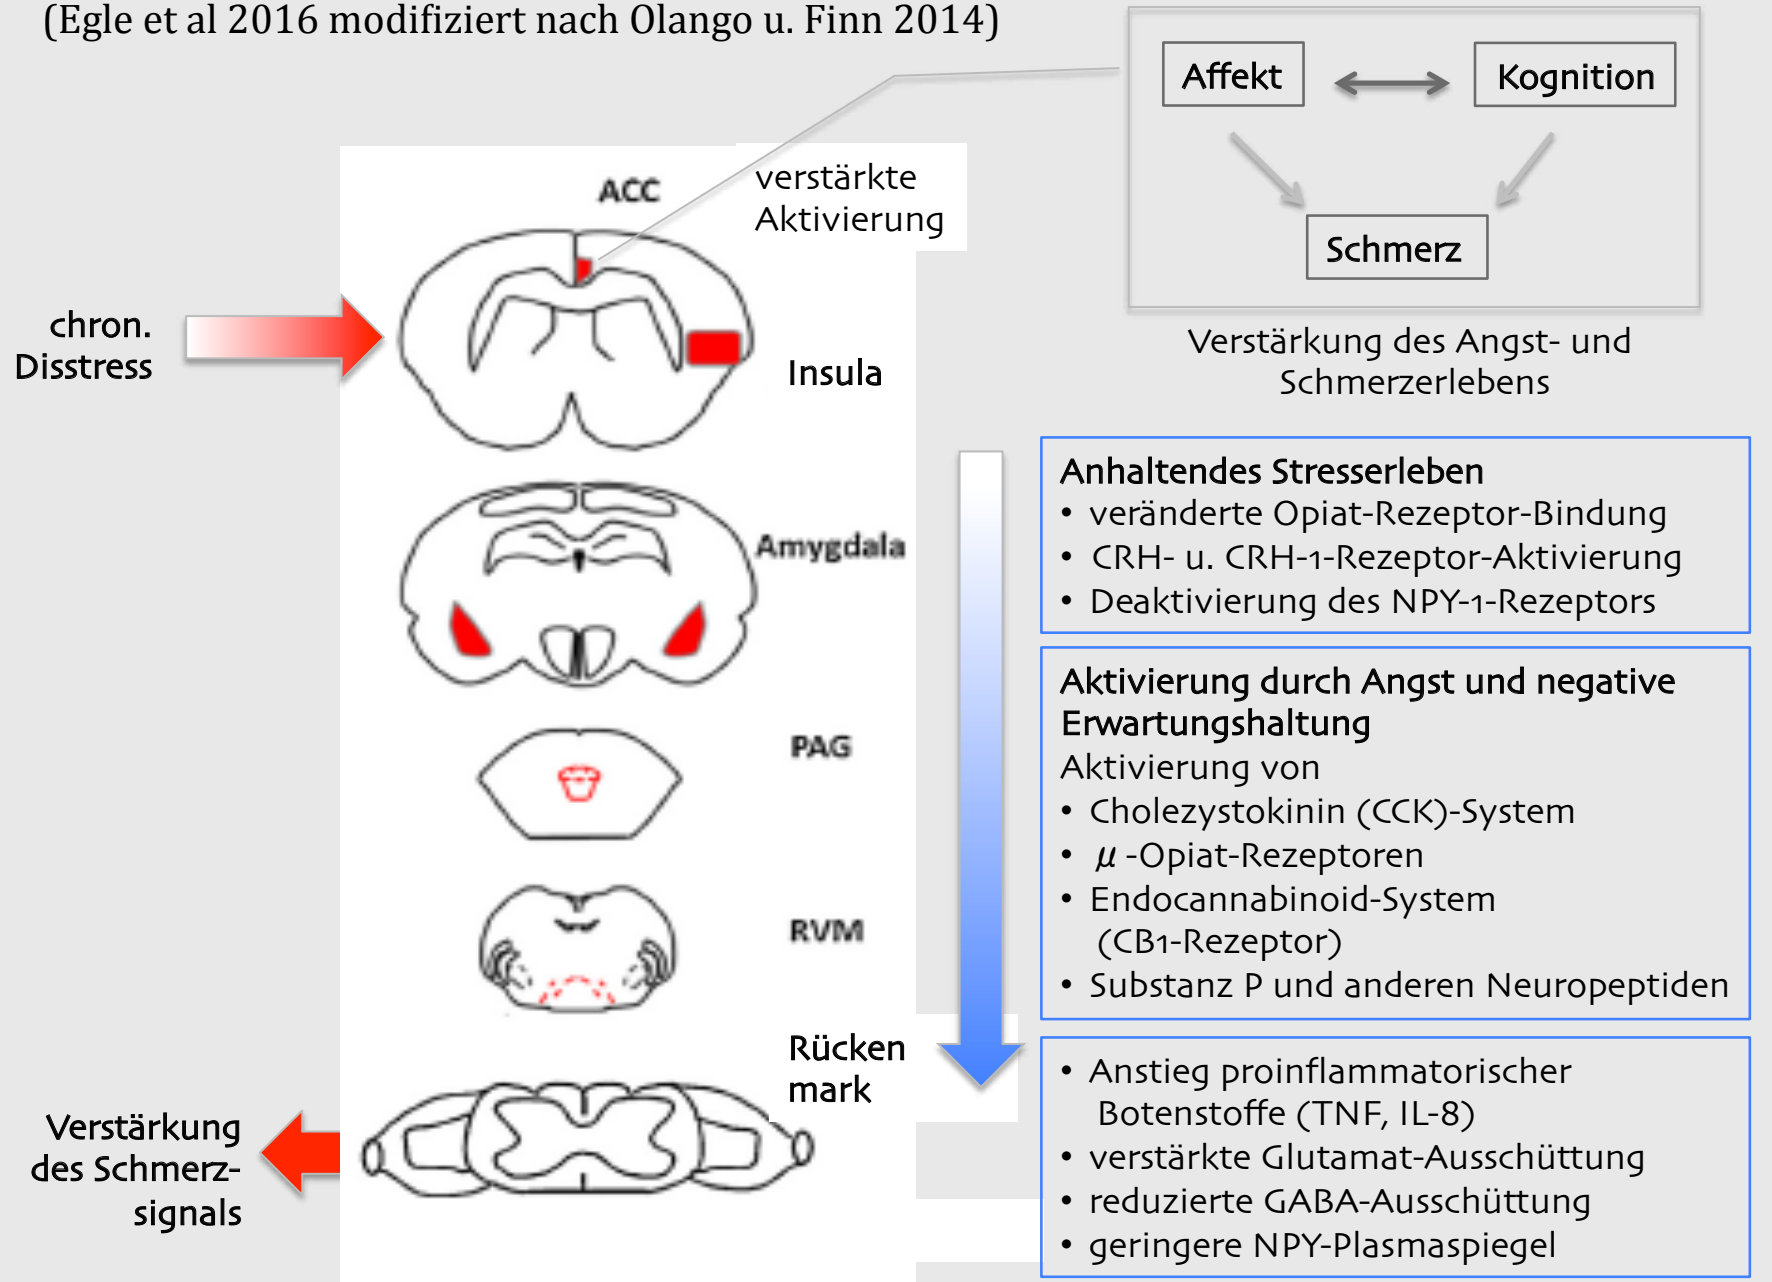 (Egle et al 2016 modifiziert nach Olango u. Finn 2014)
Affekt
Kognition
Schmerz
Verstärkung des Angst- und
Schmerzerlebens
ACC
verstärkte
Aktivierung
chron.
Disstress
Insula
Amygdala
PAG
RVM
Rücken
mark
Verstärkung
des Schmerz-
signals
Anhaltendes Stresserleben
• veränderte Opiat-Rezeptor-Bindung
• CRH- u. CRH-1-Rezeptor-Aktivierung
• Deaktivierung des NPY-1-Rezeptors
Aktivierung durch Angst und negative
Erwartungshaltung
Aktivierung von
• Cholezystokinin (CCK)-System
• μ -Opiat-Rezeptoren
• Endocannabinoid-System
(CB1-Rezeptor)
• Substanz P und anderen Neuropeptiden
• Anstieg proinflammatorischer
Botenstoffe (TNF, IL-8)
• verstärkte Glutamat-Ausschüttung
• reduzierte GABA-Ausschüttung
• geringere NPY-Plasmaspiegel